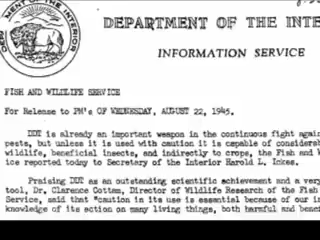 DEPARTMENT OF THE INTE
INFORMATION SERVICE
FISH AND WILDLIFE SERVICE
For Release to PM's OF WEDNESDAY, AUGUST 22, 1945.
DDT is already an important weapon in the continuous fight agai
pests, but unless it is used with caution it is capable of considerabl
wildlife, beneficial insects, and indirectly to crops, the Fish and W
ice reported today to Secretary of the Interior Harold L. Ickes.
Praising DDT as an outstanding scientific achievement and a very
tool, Dr. Clarence Cottam, Director of Wildlife Research of the Fish
Service, said that "caution in its use is essential because of our in
knowledge of its action on many living things, both harmful and benef